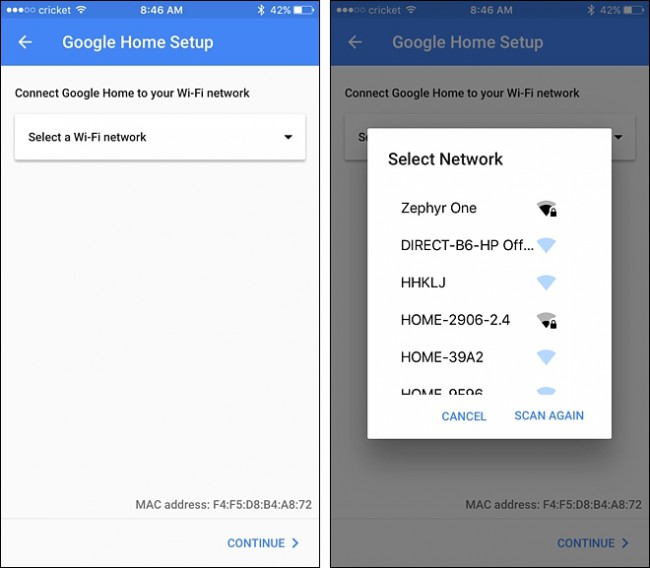 cricket 8:46 AM 42%
Google Home Setup
Connect Google Home to your Wi-Fi network
Select a Wi-Fi network
MAC address: F4:F5:D8:B4:A8:72
CONTINUE
cricket 8:46 AM 42%
Google Home Setup
Connect Google Home to your Wi-Fi network
Select Network
Zephyr One
DIRECT-B6-HP Off...
HHKLJ
HOME-2906-2.4
HOME-39A2
CANCEL SCAN AGAIN
MAC address: F4:F5:D8:B4:A8:72
CONTINUE